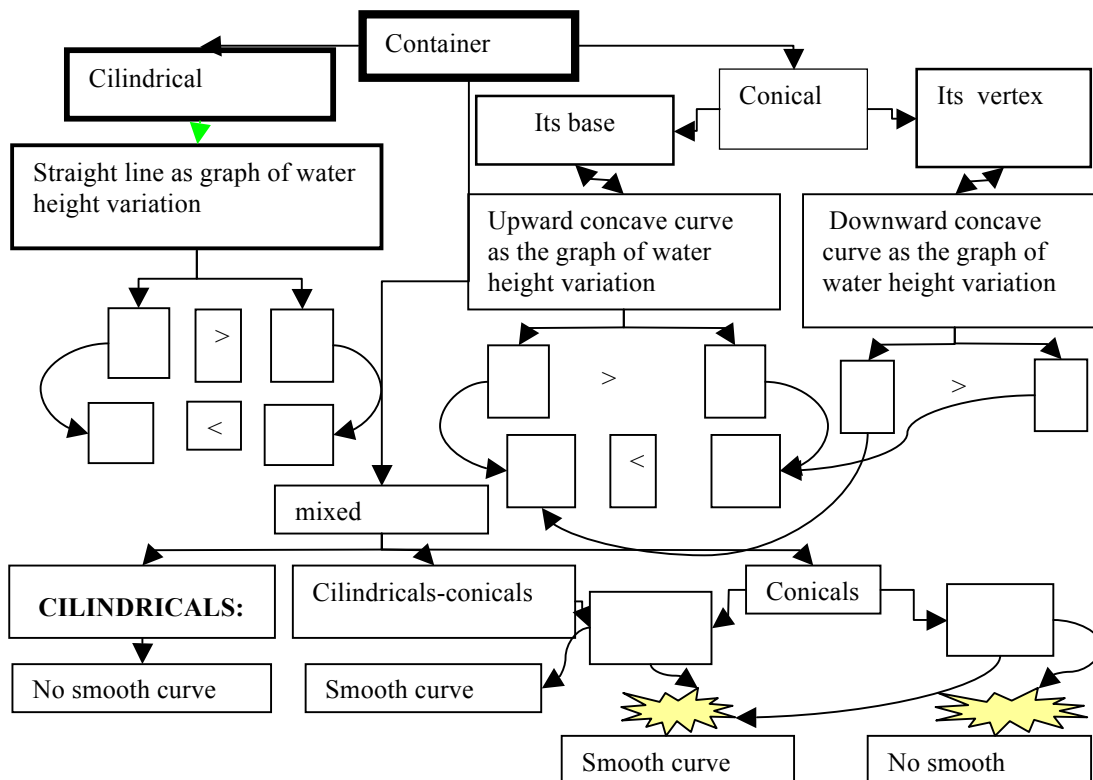 Container
Cilindrical
Conical
Its vertex
Its base
Straight line as graph of water
height variation
Upward concave curve
as the graph of water
height variation
Downward concave
curve as the graph of
water height variation
>
>
>
<
<
mixed
CILINDRICALS:
Cilindricals-conicals
Conicals
No smooth curve
Smooth curve
Smooth curve
No smooth